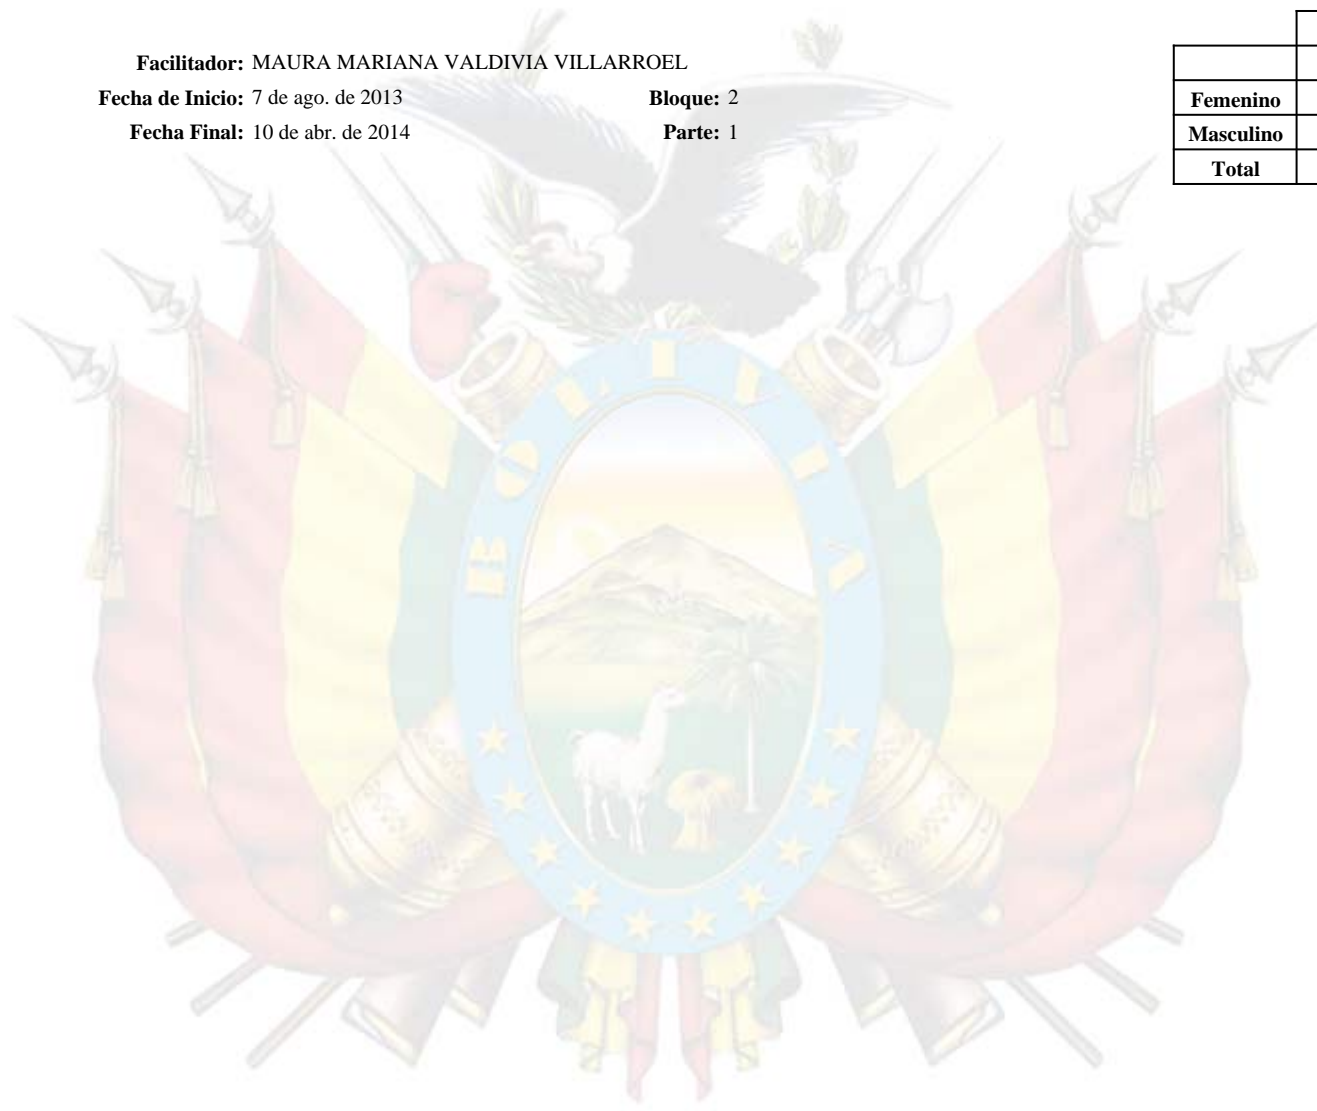 Facilitador: MAURA MARIANA VALDIVIA VILLARROEL
Fecha de Inicio: 7 de ago. de 2013 Bloque: 2
Fecha Final: 10 de abr. de 2014 Parte: 1
Femenino
Masculino
Total
BOLIVIA